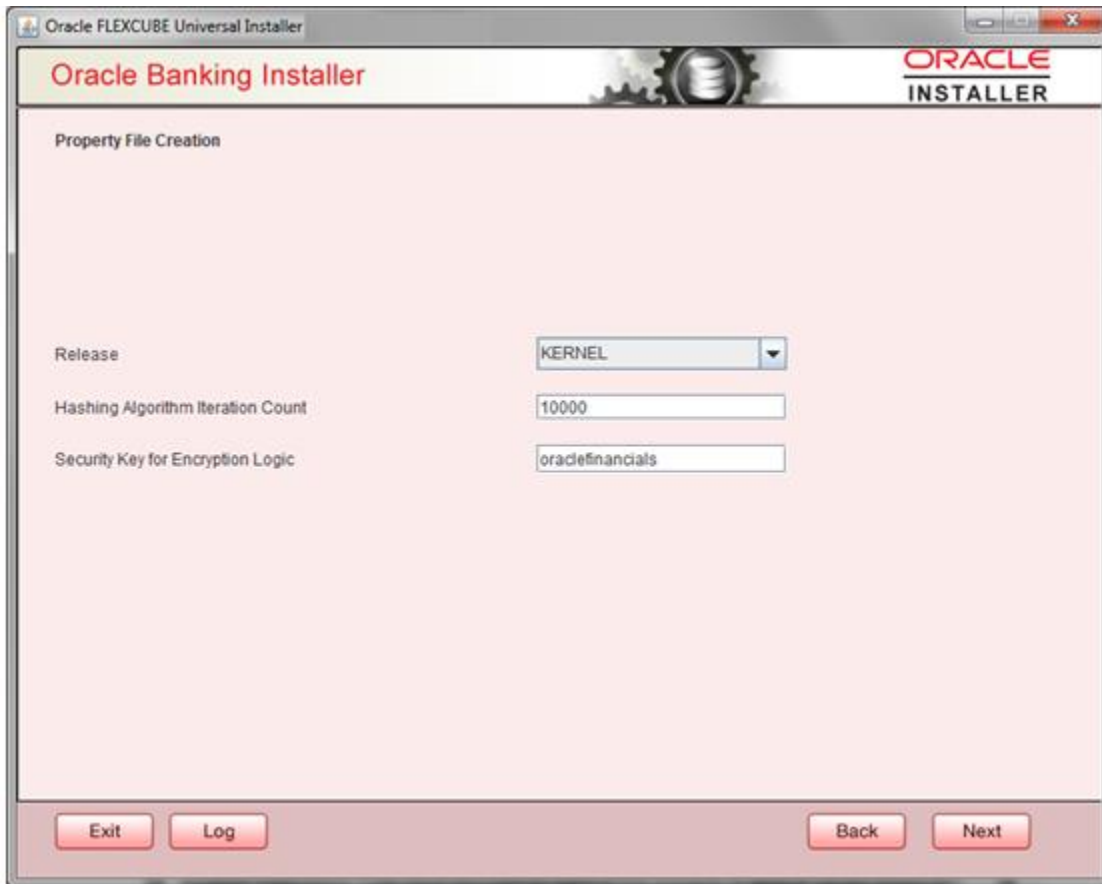 Oracle FLEXCUBE Universal Installer
Oracle Banking Installer
ORACLE
INSTALLER
Property File Creation
Release
KERNEL
Hashing Algorithm Iteration Count
10000
Security Key for Encryption Logic
oraclefinancials
Exit
Log
Back
Next